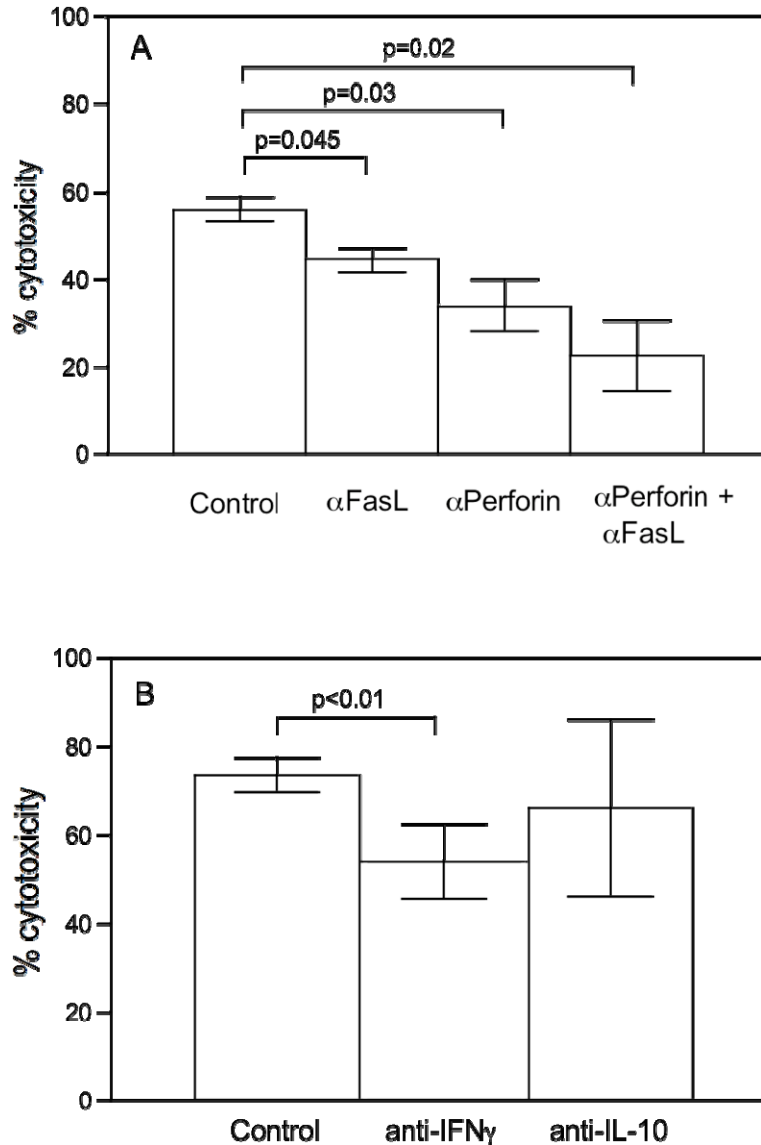 100
A
p=0.02
80
p=0.03
p=0.045
60
40
20
0
% cytotoxicity
Control αFasL αPerforin αPerforin +
αFasL
100
B
p<0.01
80
60
40
20
0
% cytotoxicity
Control anti-IFNγ anti-IL-10